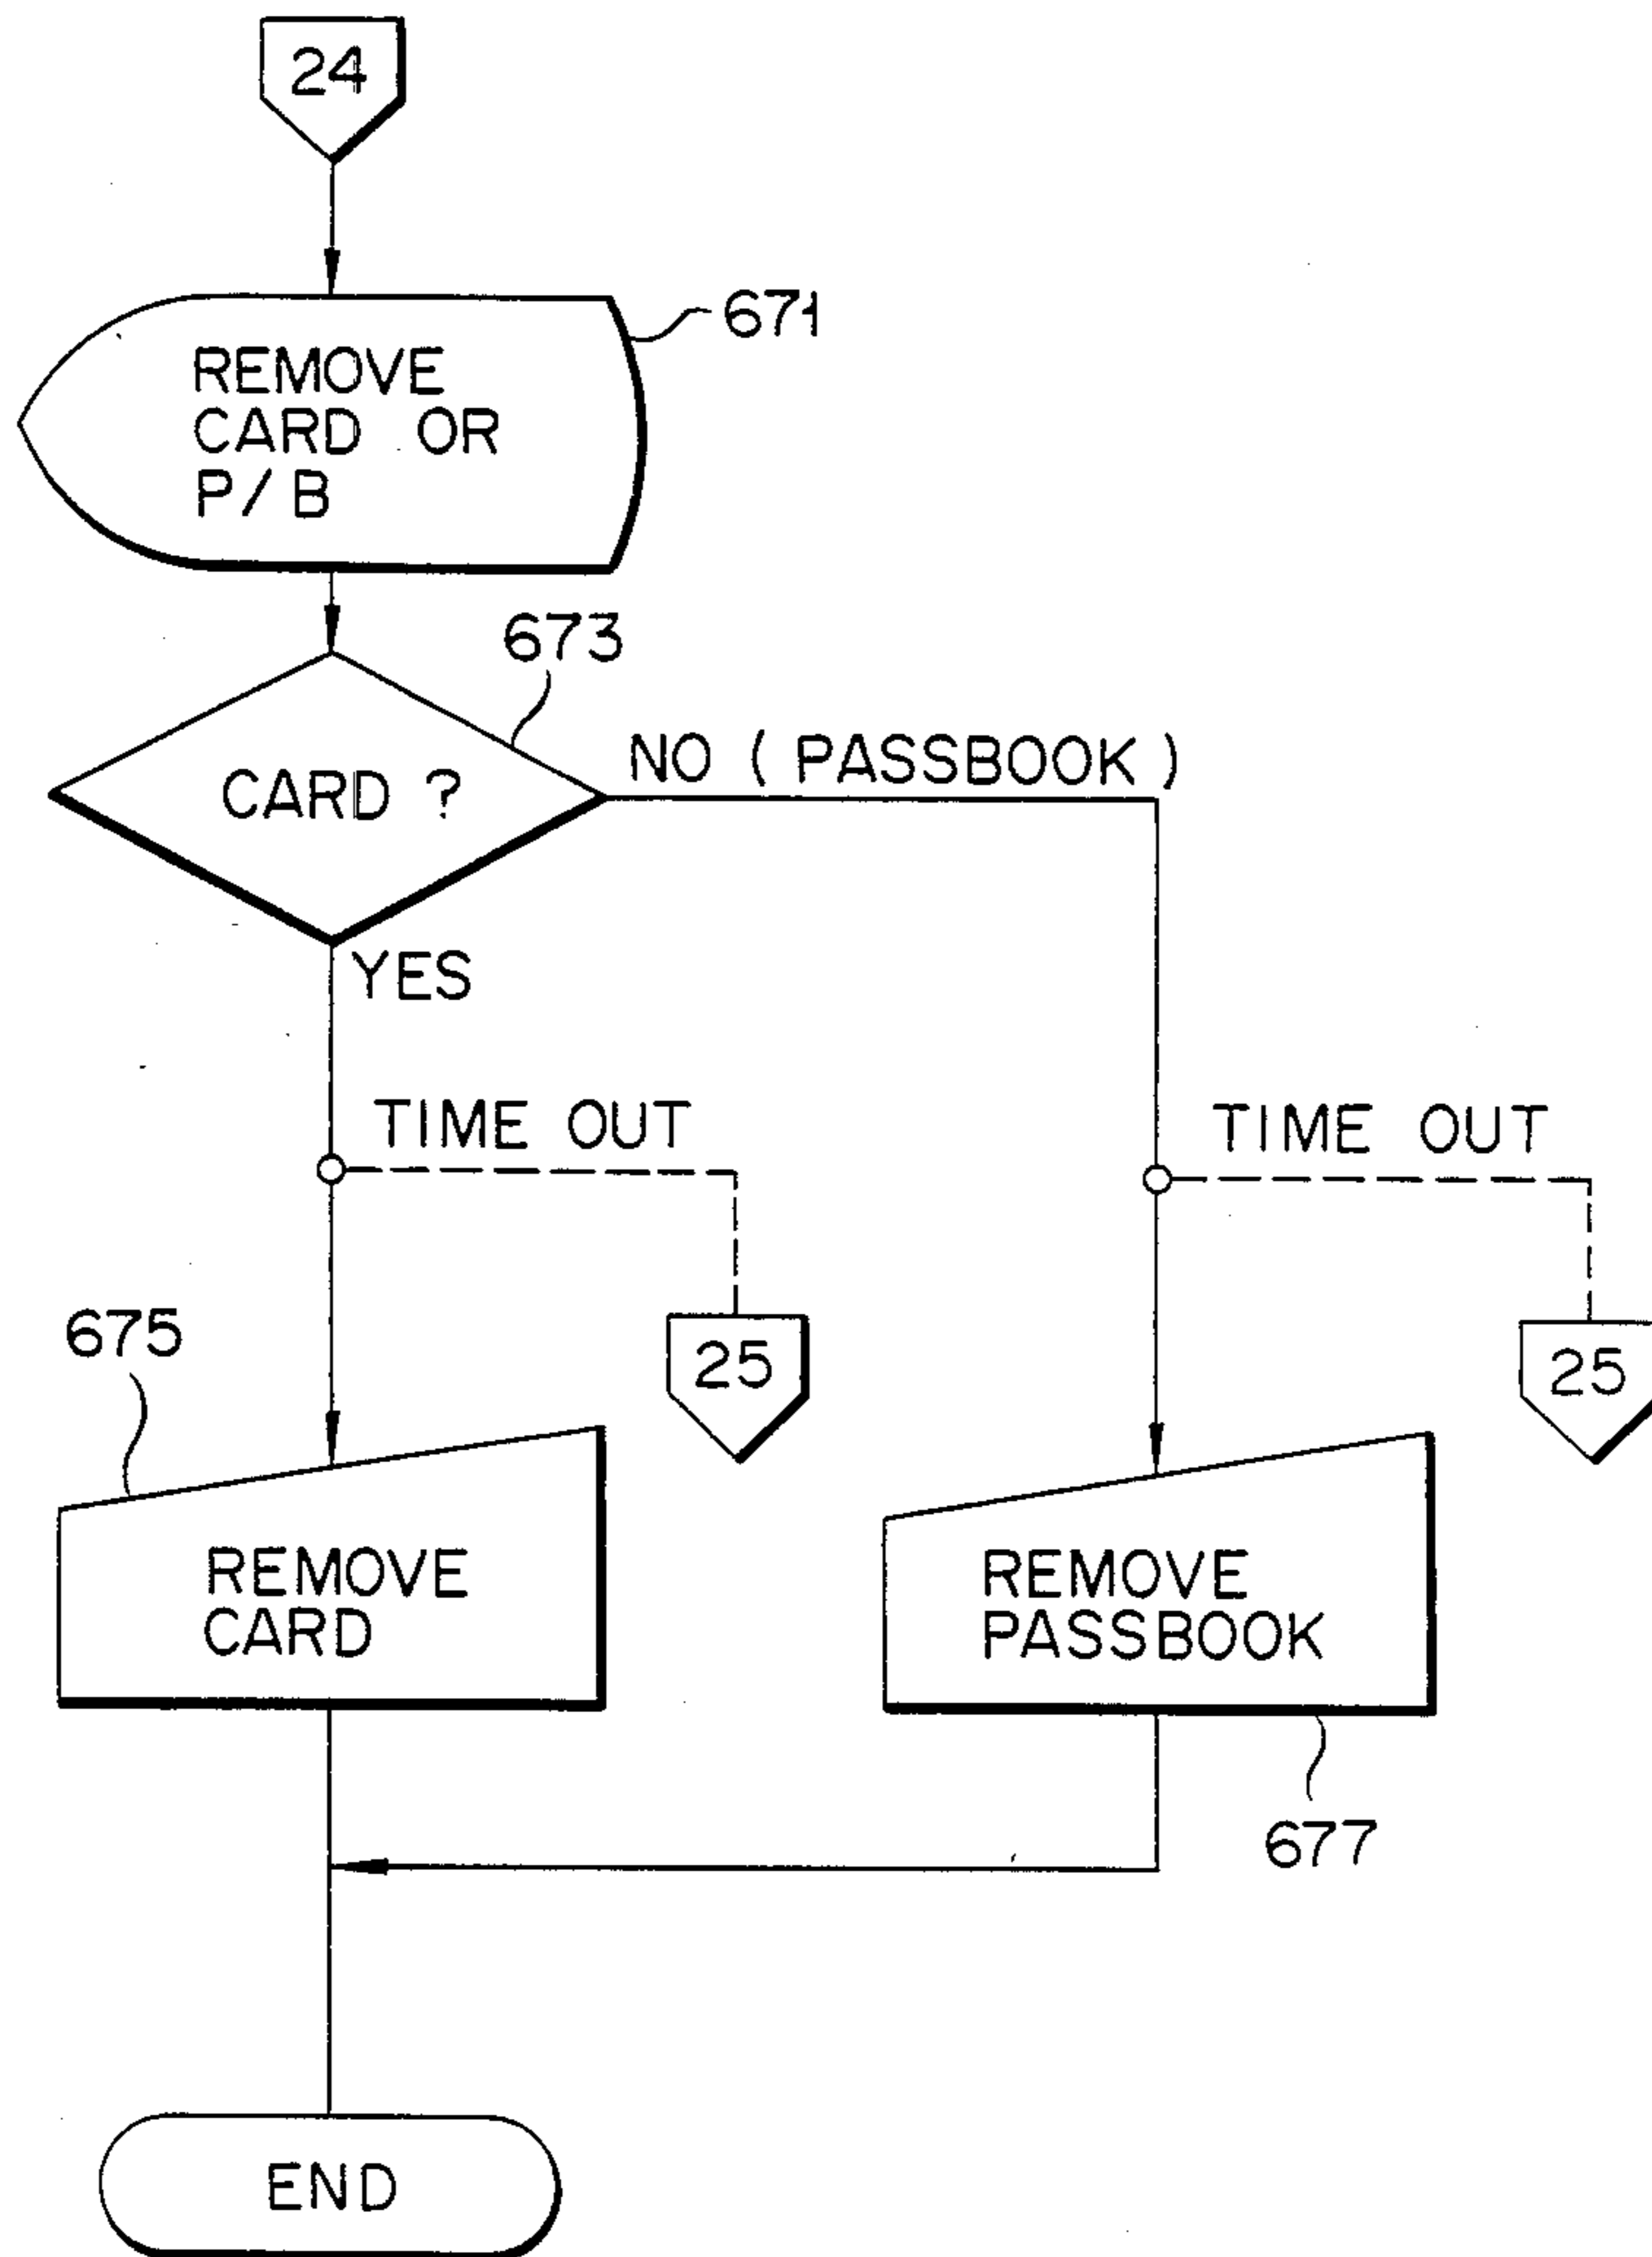 24
671
REMOVE
CARD OR
P/B
673
NO (PASSBOOK)
CARD ?
YES
TIME OUT
TIME OUT
675
25
25
REMOVE
CARD
REMOVE
PASSBOOK
677
END